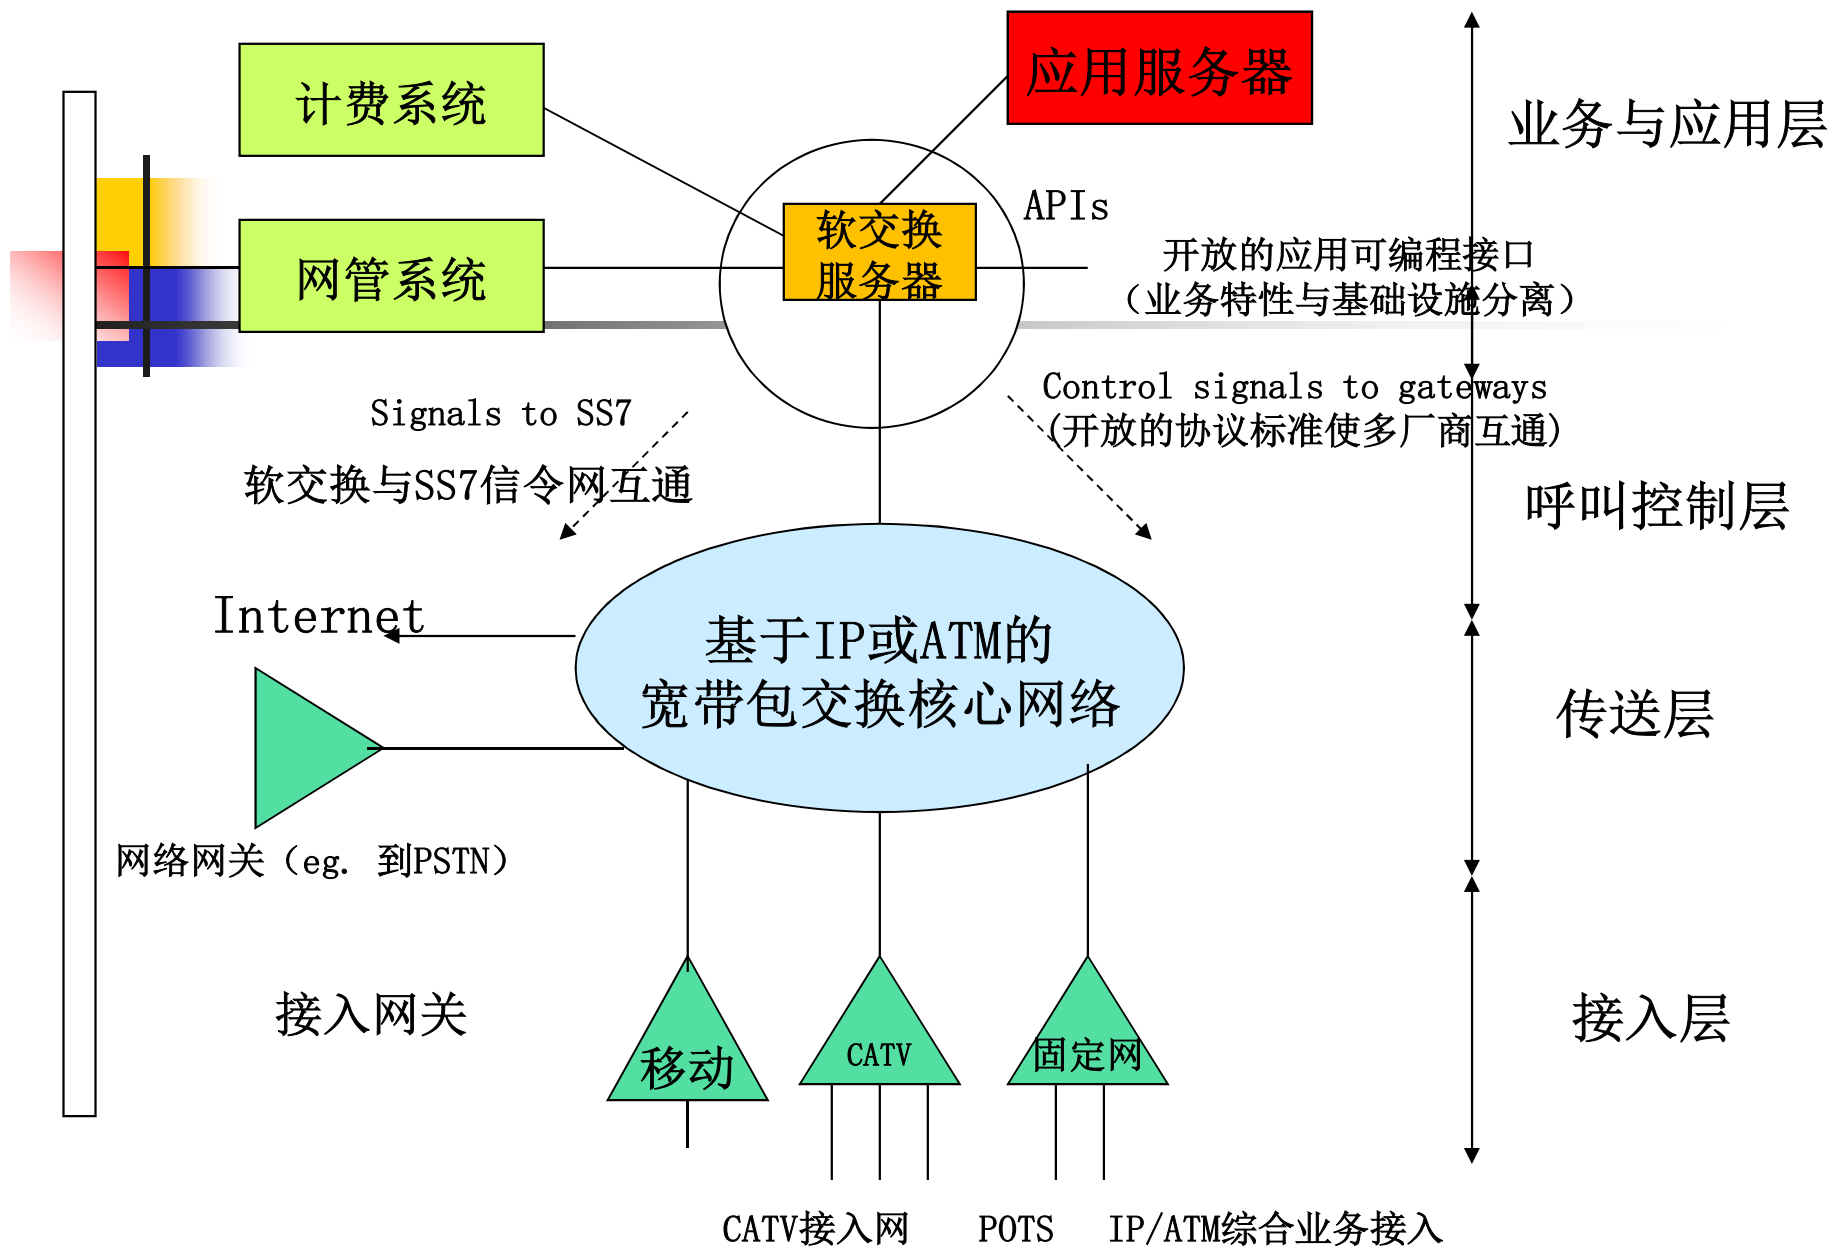 应用服务器
计费系统
业务与应用层
APIs
软交换
服务器
网管系统
开放的应用可编程接口
（业务特性与基础设施分离）
Signals to SS7
Control signals to gateways
(开放的协议标准使多厂商互通)
软交换与SS7信令网互通
呼叫控制层
Internet
基于IP或ATM的
宽带包交换核心网络
传送层
网络网关（eg. 到PSTN）
接入网关
移动
CATV
固定网
接入层
CATV接入网
POTS
IP/ATM综合业务接入